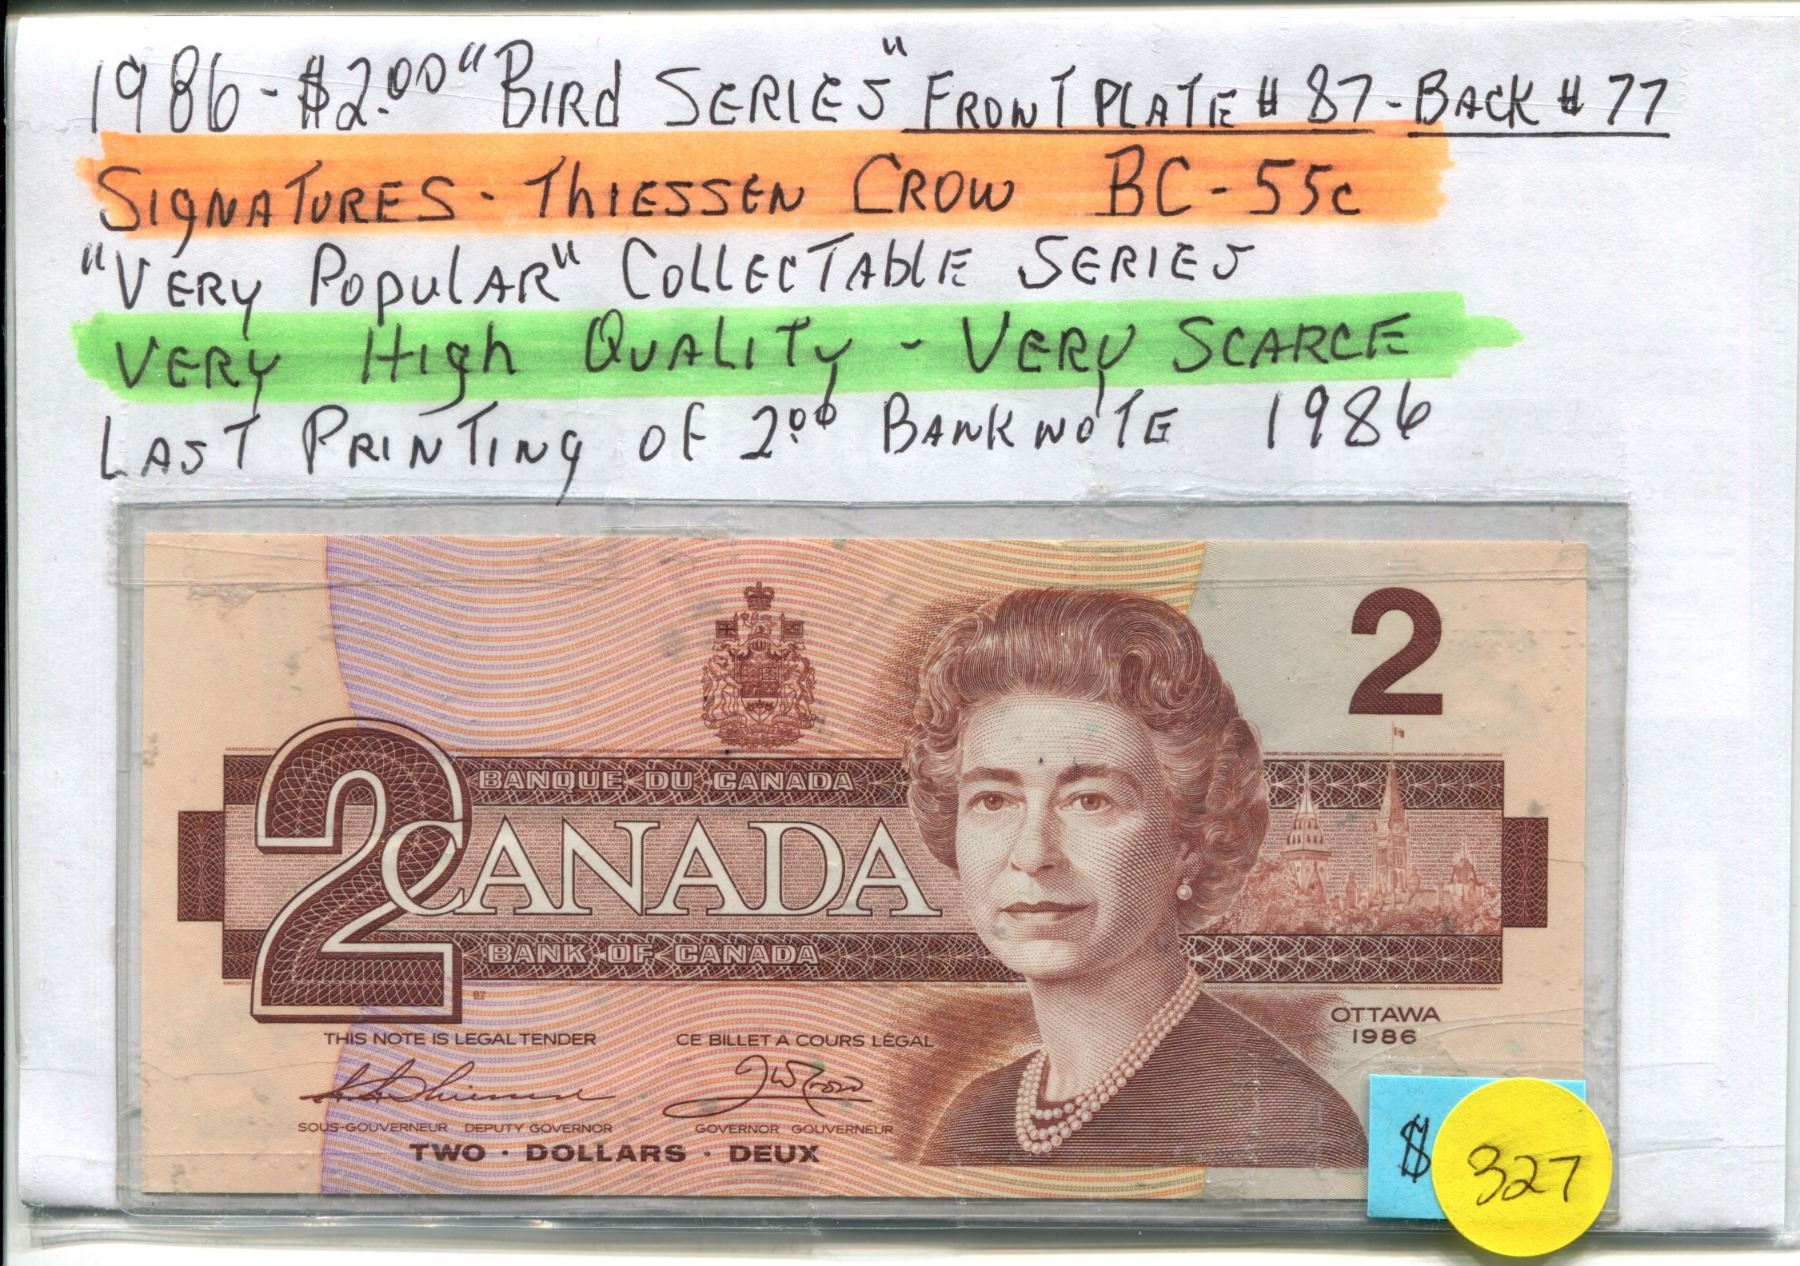 1986-$2.00 "BIRd SERIES" FRONT PLATE # 87-BACK # 77
SIgNATURES - ThIESSEN CROW BC-55c
"VERY POPulAR" COllECTAblE SERIES
VERY HIgh QUALITy - VERy SCARCE
LAST PRINTINg OF 2.00 BANKNOTE 1986
2
BANQUE DU CANADA
2 CANADA
BANK OF CANADA
87
OTTAWA
1986
THIS NOTE IS LEGAL TENDER CE BILLET A COURS LÉGAL
SOUS-GOUVERNEUR DEPUTY GOVERNOR GOVERNOR GOUVERNEUR
TWO · DOLLARS · DEUX
$ 327